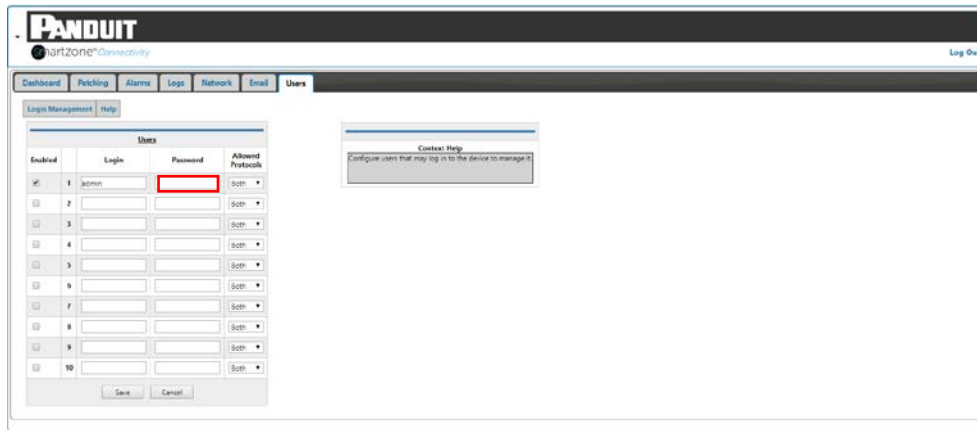 PANDUIT
SmartZone™ Connectivity
Log Ou
Dashboard Patching Alarms Logs Network Email Users
Login Management Help
Users
Enabled Login Password Allowed Protocols
1 admin Both
2 Both
3 Both
4 Both
5 Both
6 Both
7 Both
8 Both
9 Both
10 Both
Save Cancel
Context Help
Configure users that may log in to the device to manage it.